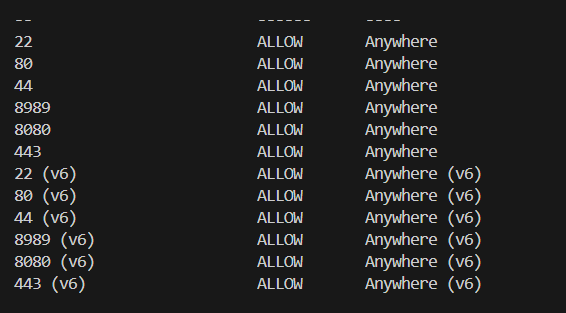 --                         ------      ----
22                         ALLOW       Anywhere
80                         ALLOW       Anywhere
44                         ALLOW       Anywhere
8989                       ALLOW       Anywhere
8080                       ALLOW       Anywhere
443                        ALLOW       Anywhere
22 (v6)                    ALLOW       Anywhere (v6)
80 (v6)                    ALLOW       Anywhere (v6)
44 (v6)                    ALLOW       Anywhere (v6)
8989 (v6)                  ALLOW       Anywhere (v6)
8080 (v6)                  ALLOW       Anywhere (v6)
443 (v6)                   ALLOW       Anywhere (v6)